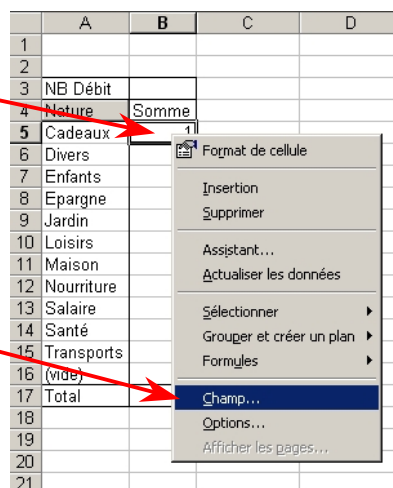 A B C D
1
2
3 NB Débit
4 Nature Somme
5 Cadeaux 1
6 Divers
7 Enfants
8 Epargne
9 Jardin
10 Loisirs
11 Maison
12 Nourriture
13 Salaire
14 Santé
15 Transports
16 (vide)
17 Total
18
19
20
21
Format de cellule
Insertion
Supprimer
Assistant...
Actualiser les données
Sélectionner
Grouper et créer un plan
Formules
Champ...
Options...
Afficher les pages...